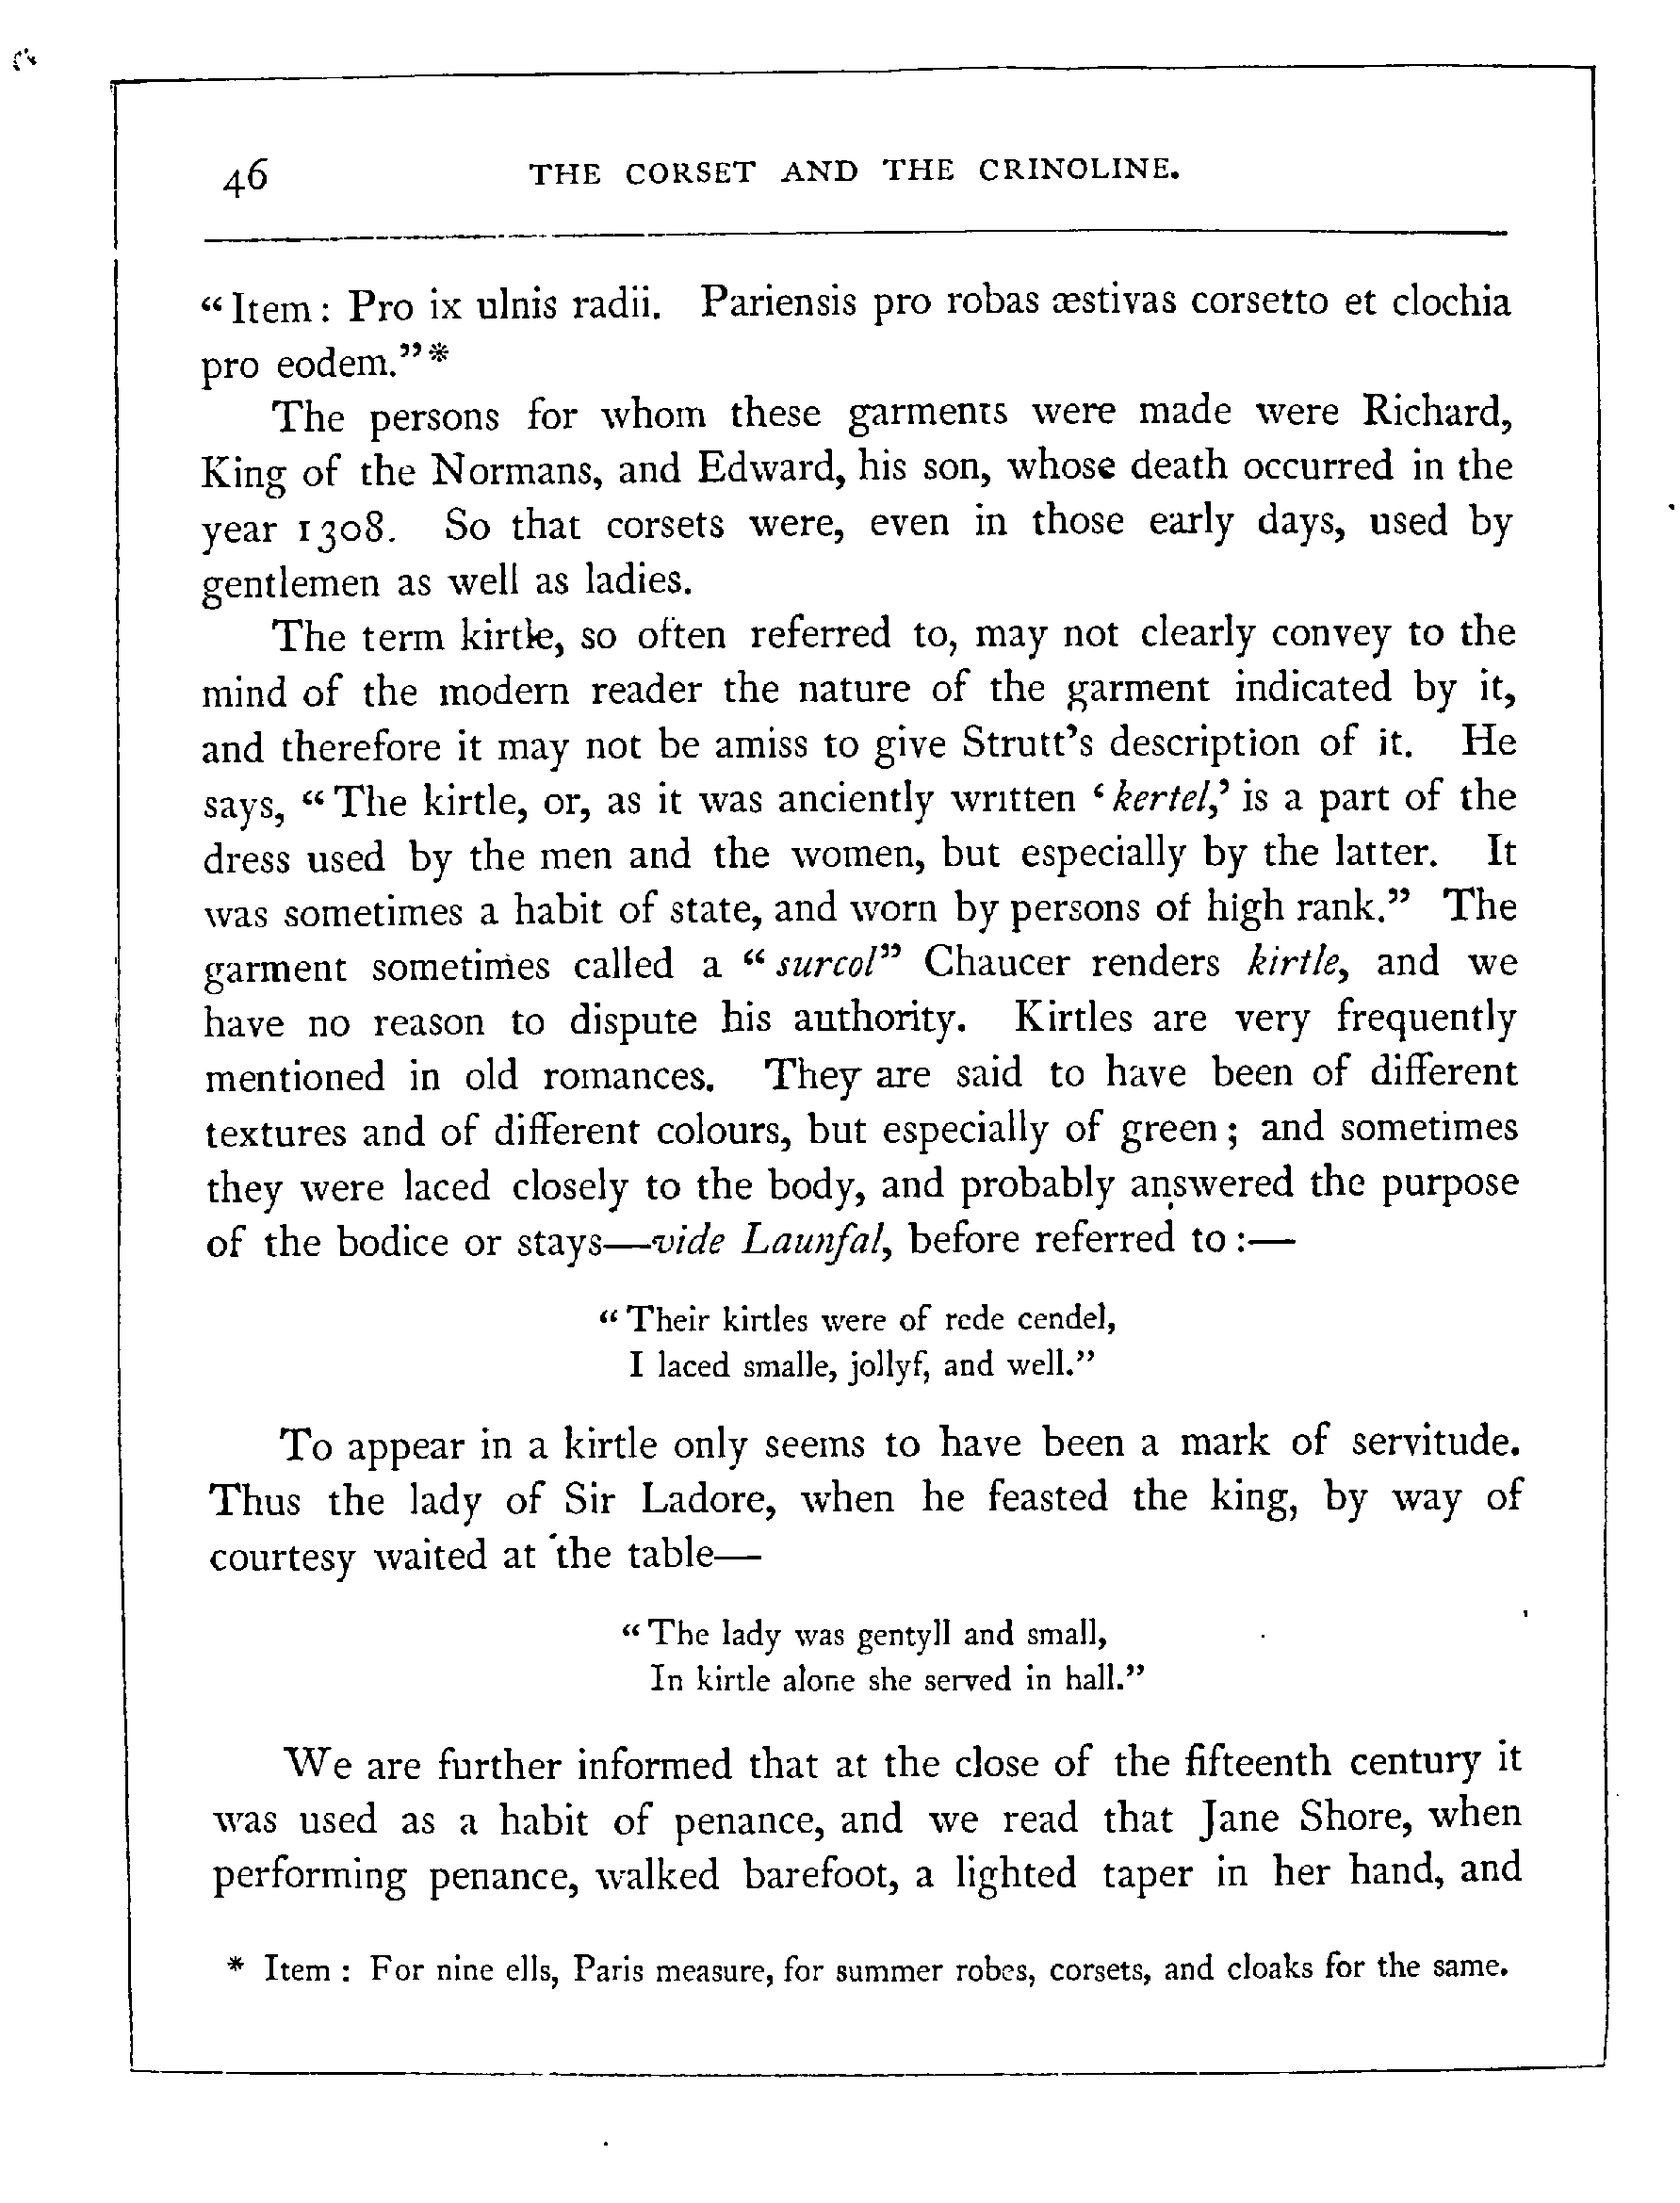 46 THE CORSET AND THE CRINOLINE.
“Item: Pro ix ulnis radii. Pariensis pro robas æstivas corsetto et clochia
pro eodem.”*
The persons for whom these garments were made were Richard,
King of the Normans, and Edward, his son, whose death occurred in the
year 1308. So that corsets were, even in those early days, used by
gentlemen as well as ladies.
The term kirtle, so often referred to, may not clearly convey to the
mind of the modern reader the nature of the garment indicated by it,
and therefore it may not be amiss to give Strutt’s description of it. He
says, “The kirtle, or, as it was anciently written ‘kertel,’ is a part of the
dress used by the men and the women, but especially by the latter. It
was sometimes a habit of state, and worn by persons of high rank.” The
garment sometimes called a “surcol” Chaucer renders kirtle, and we
have no reason to dispute his authority. Kirtles are very frequently
mentioned in old romances. They are said to have been of different
textures and of different colours, but especially of green; and sometimes
they were laced closely to the body, and probably answered the purpose
of the bodice or stays—vide Launfal, before referred to:—
“Their kirtles were of rede cendel,
I laced smalle, jollyf, and well.”
To appear in a kirtle only seems to have been a mark of servitude.
Thus the lady of Sir Ladore, when he feasted the king, by way of
courtesy waited at the table—
“The lady was gentyll and small,
In kirtle alone she served in hall.”
We are further informed that at the close of the fifteenth century it
was used as a habit of penance, and we read that Jane Shore, when
performing penance, walked barefoot, a lighted taper in her hand, and
* Item: For nine ells, Paris measure, for summer robes, corsets, and cloaks for the same.